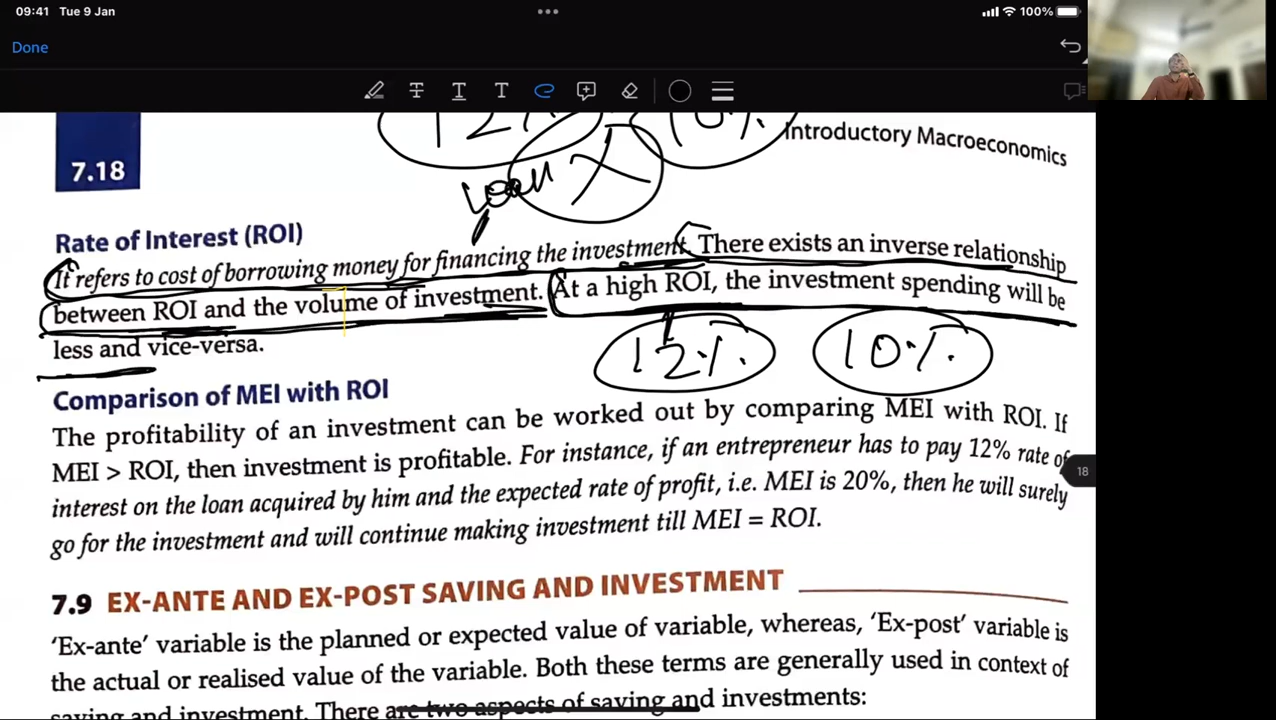 09:41 Tue 9 Jan
100%
Done
12%
10%
7.18
Introductory Macroeconomics
loan
Rate of Interest (ROI)
It refers to cost of borrowing money for financing the investment. There exists an inverse relationship
between ROI and the volume of investment. At a high ROI, the investment spending will be
less and vice-versa.
12%
10%
Comparison of MEI with ROI
The profitability of an investment can be worked out by comparing MEI with ROI. If
MEI > ROI, then investment is profitable. For instance, if an entrepreneur has to pay 12% rate of
18
interest on the loan acquired by him and the expected rate of profit, i.e. MEI is 20%, then he will surely
go for the investment and will continue making investment till MEI = ROI.
7.9 EX-ANTE AND EX-POST SAVING AND INVESTMENT
'Ex-ante' variable is the planned or expected value of variable, whereas, 'Ex-post' variable is
the actual or realised value of the variable. Both these terms are generally used in context of
saving and investment. There are two aspects of saving and investments: